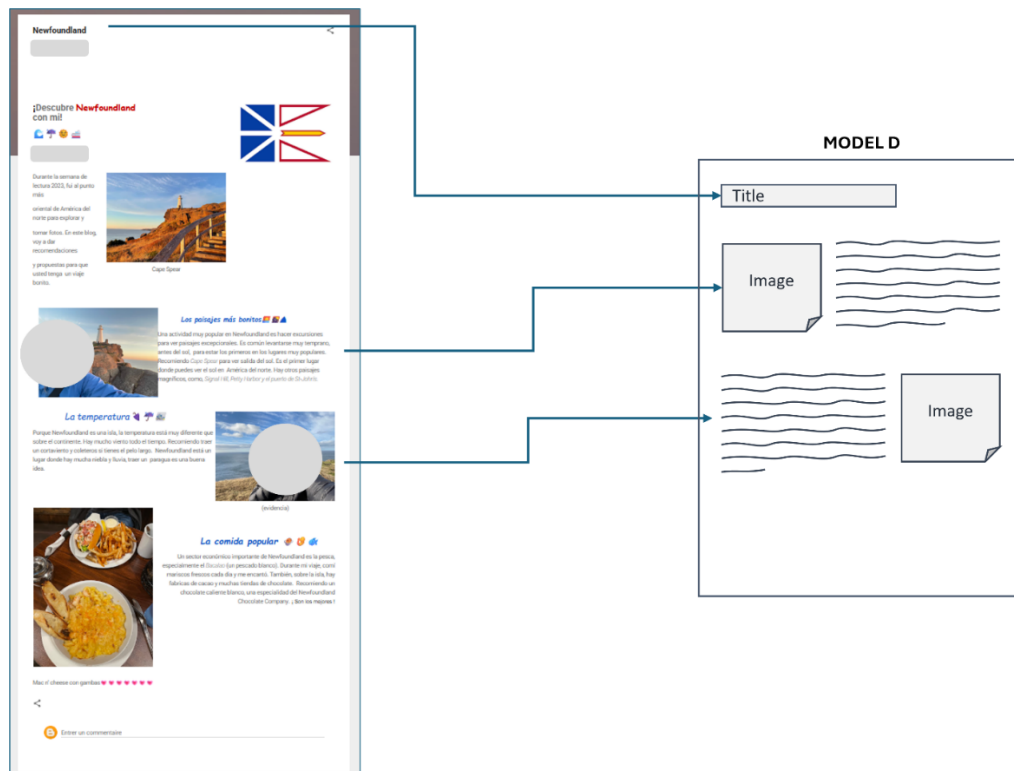 Newfoundland
¡Descubre Newfoundland
con mi!
Durante la semana de
lectura 2023, fui al punto
más
oriental de América del
norte para explorar y
tomar fotos. En este blog,
voy a dar
recomendaciones
y propuestas para que
usted tenga un viaje
bonito.
Cape Spear
Los paisajes más bonitos
Una actividad muy popular en Newfoundland es hacer excursiones
para ver paisajes excepcionales. Es común levantarse muy temprano,
antes del sol, para estar los primeros en los lugares muy populares.
Recomiendo Cape Spear para ver salida del sol. Es el primer lugar
donde puedes ver el sol en América del norte. Hay otros paisajes
magníficos, como, Signal Hill, Petty Harbor y el puerto de St-John's.
La temperatura
Porque Newfoundland es una isla, la temperatura está muy diferente que
sobre el continente. Hay mucho viento todo el tiempo. Recomiendo traer
un cortaviento y coleteros si tienes el pelo largo. Newfoundland está un
lugar donde hay mucha niebla y lluvia, traer un paragua es una buena
idea.
(evidencia)
La comida popular
Un sector económico importante de Newfoundland es la pesca,
especialmente el Bacalao (un pescado blanco). Durante mi viaje, comí
mariscos frescos cada día y me encantó. También, sobre la isla, hay
fábricas de cacao y muchas tiendas de chocolate. Recomiendo un
chocolate caliente blanco, una especialidad del Newfoundland
Chocolate Company. ¡ Son los mejores !
Mac n' cheese con gambas
Entrer un commentaire
MODEL D
Title
Image
Image